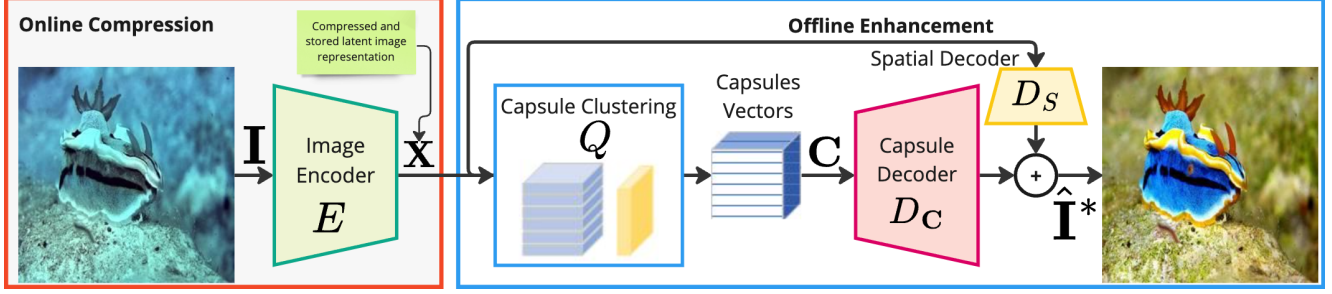 Online Compression
Compressed and
stored latent image
representation
I
Image
Encoder
E
X
Offline Enhancement
Capsule Clustering
Q
Capsules
Vectors
C
Capsule
Decoder
D_C
Spatial Decoder
D_S
+
Î*